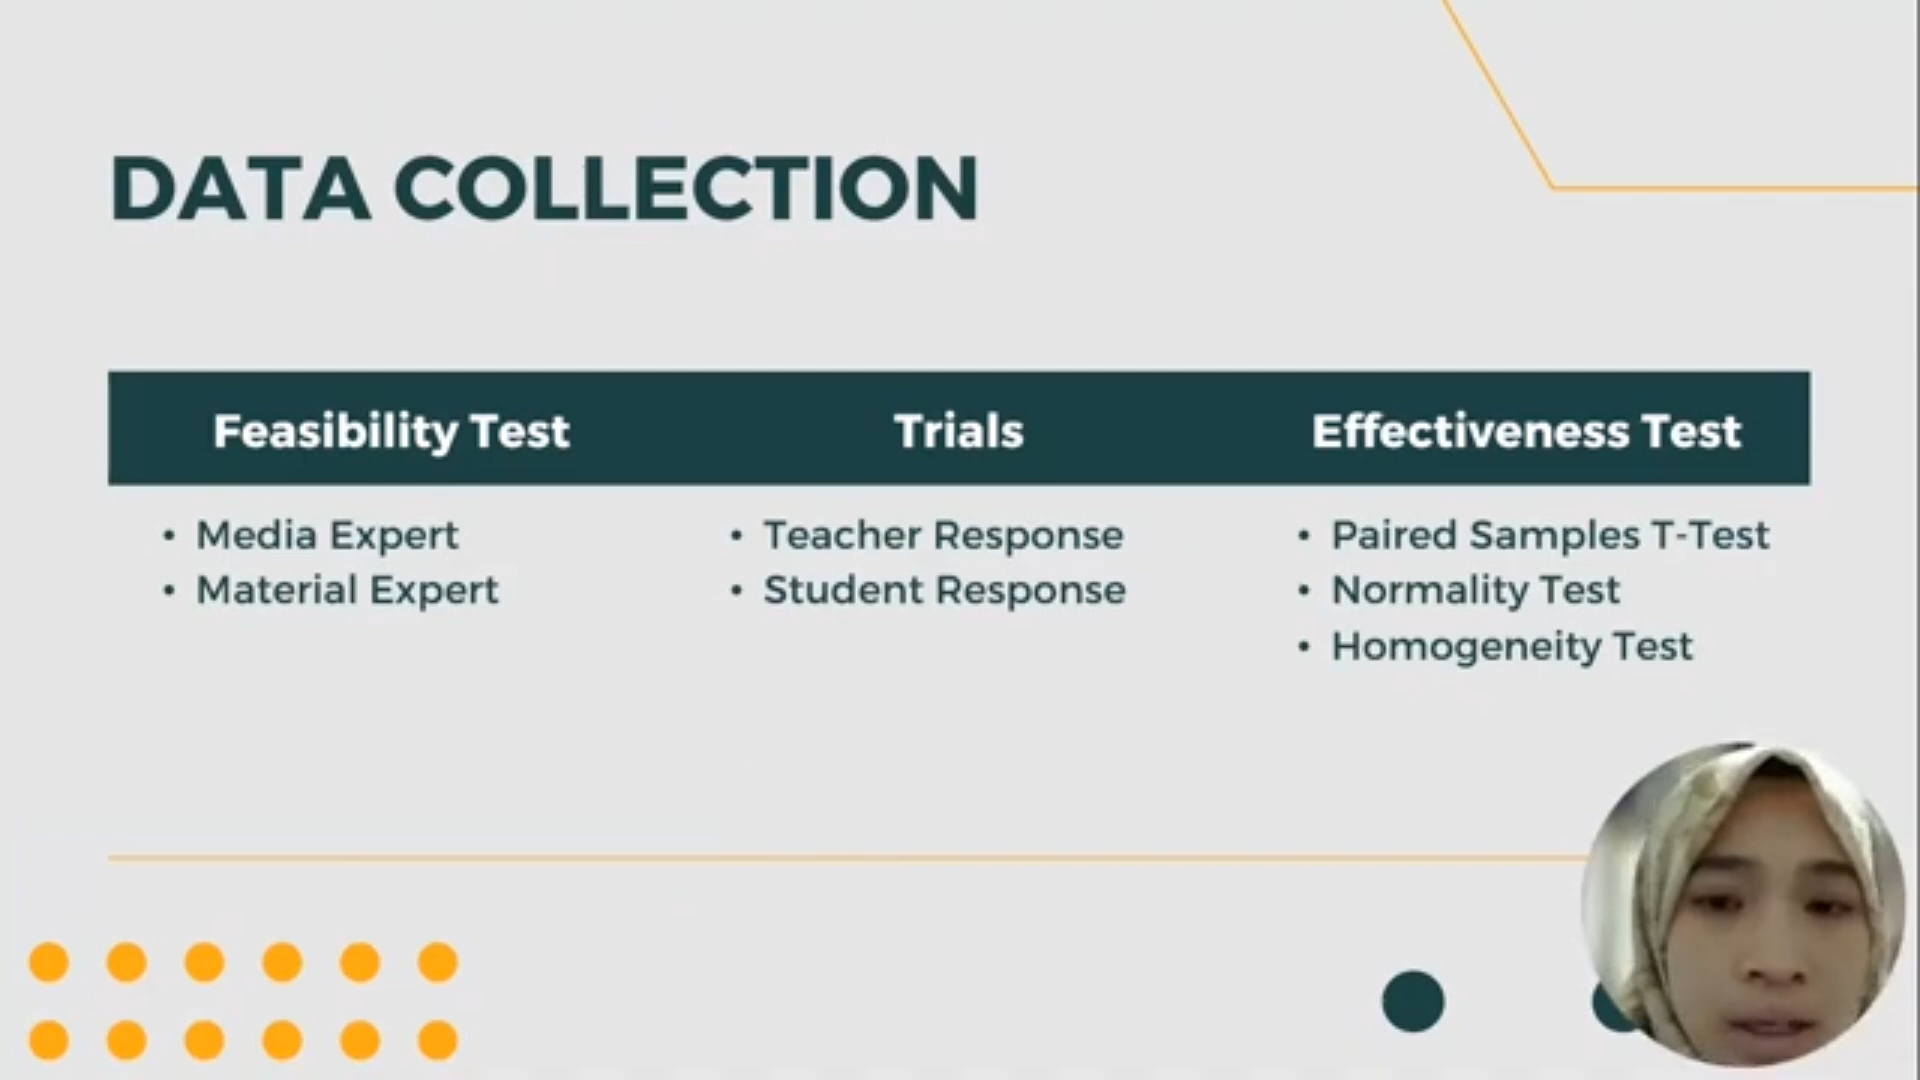 DATA COLLECTION
Feasibility Test
• Media Expert
• Material Expert
Trials
• Teacher Response
• Student Response
Effectiveness Test
• Paired Samples T-Test
• Normality Test
• Homogeneity Test